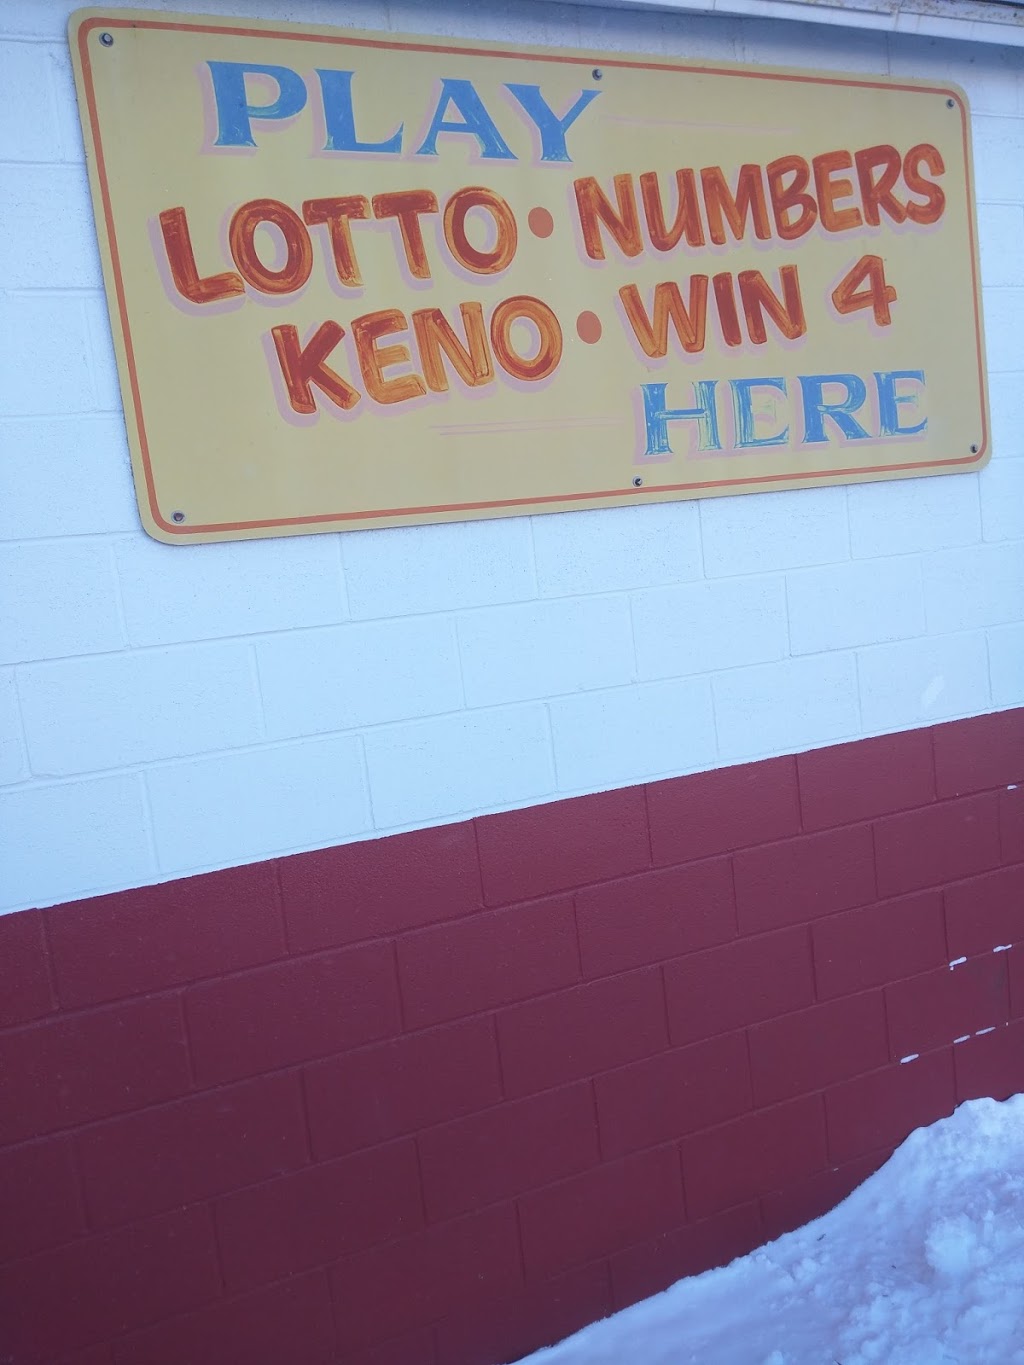 PLAY
LOTTO • NUMBERS
KENO • WIN 4
HERE